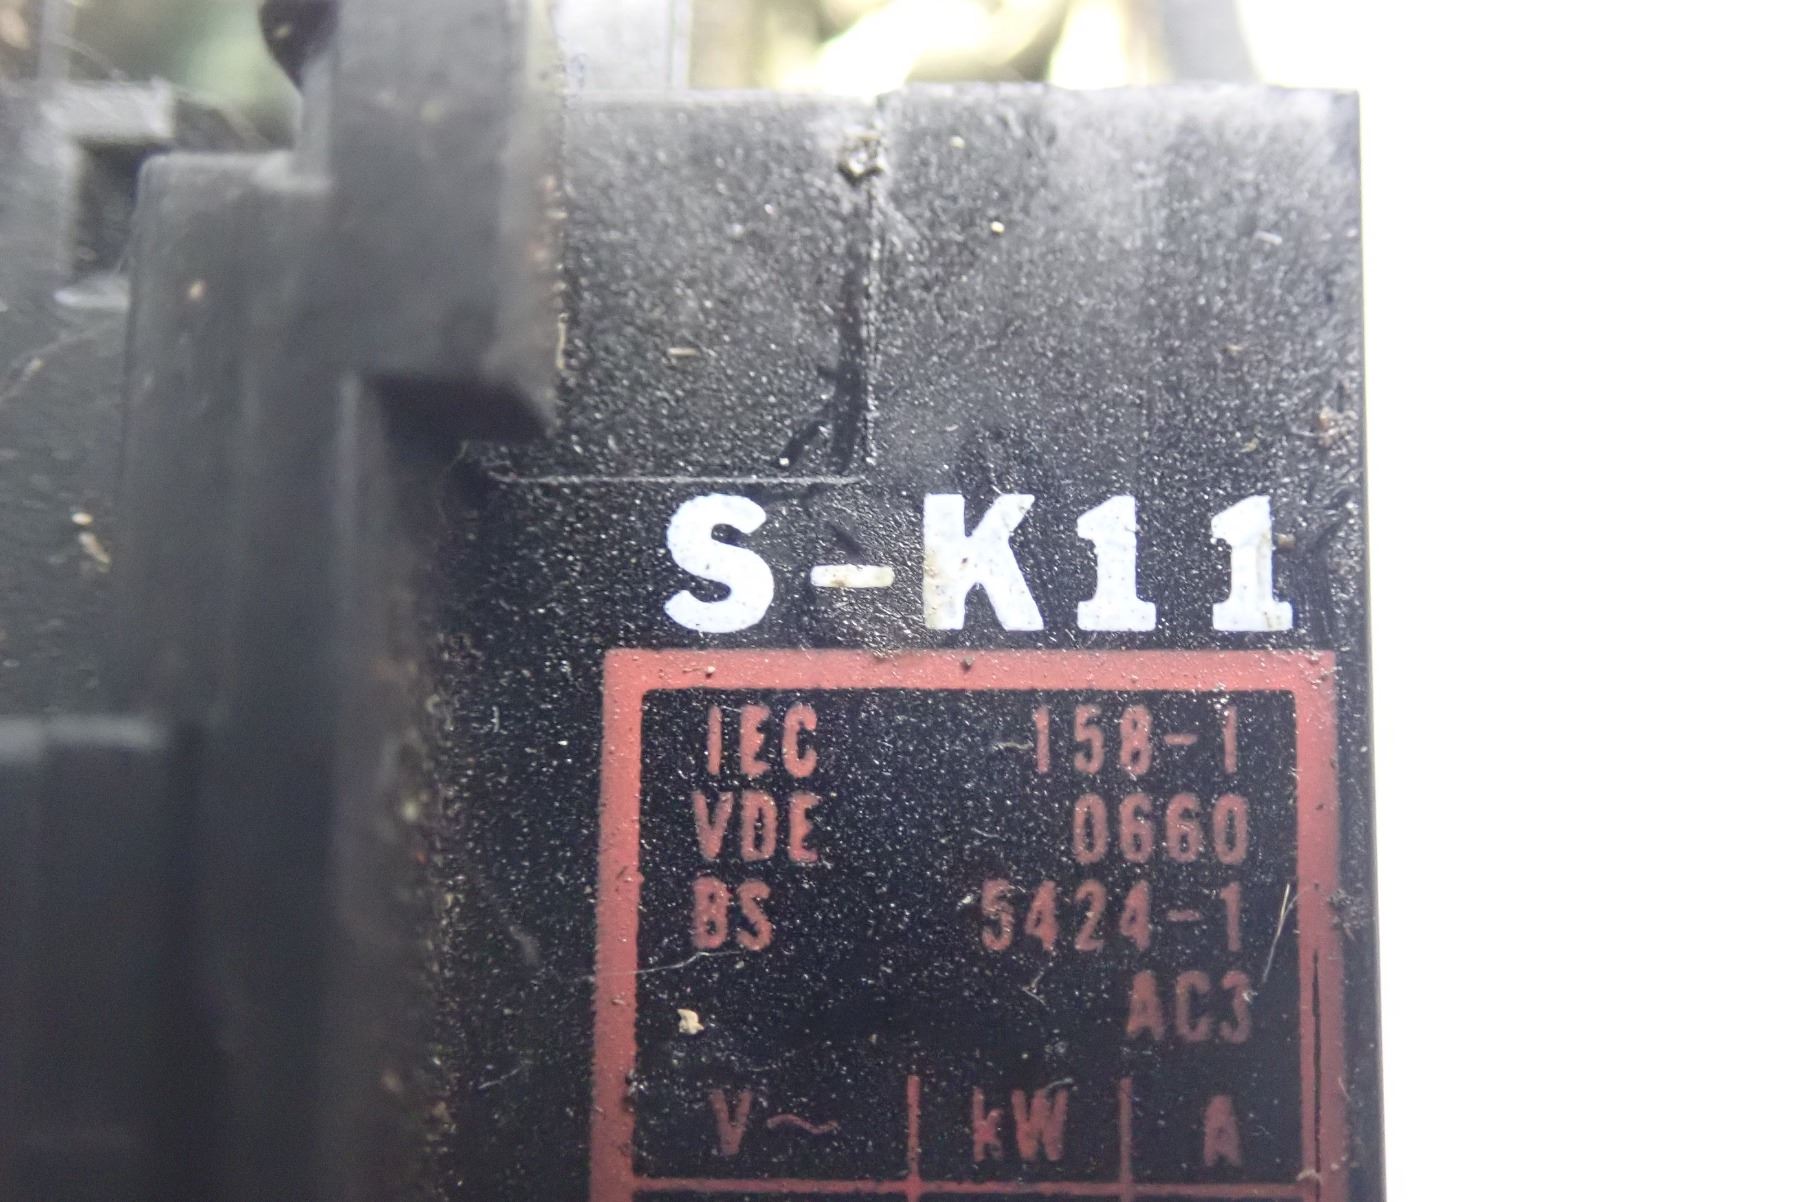 S-K11
IEC 158-1
VDE 0660
BS 5424-1
AC3
V~ kW A